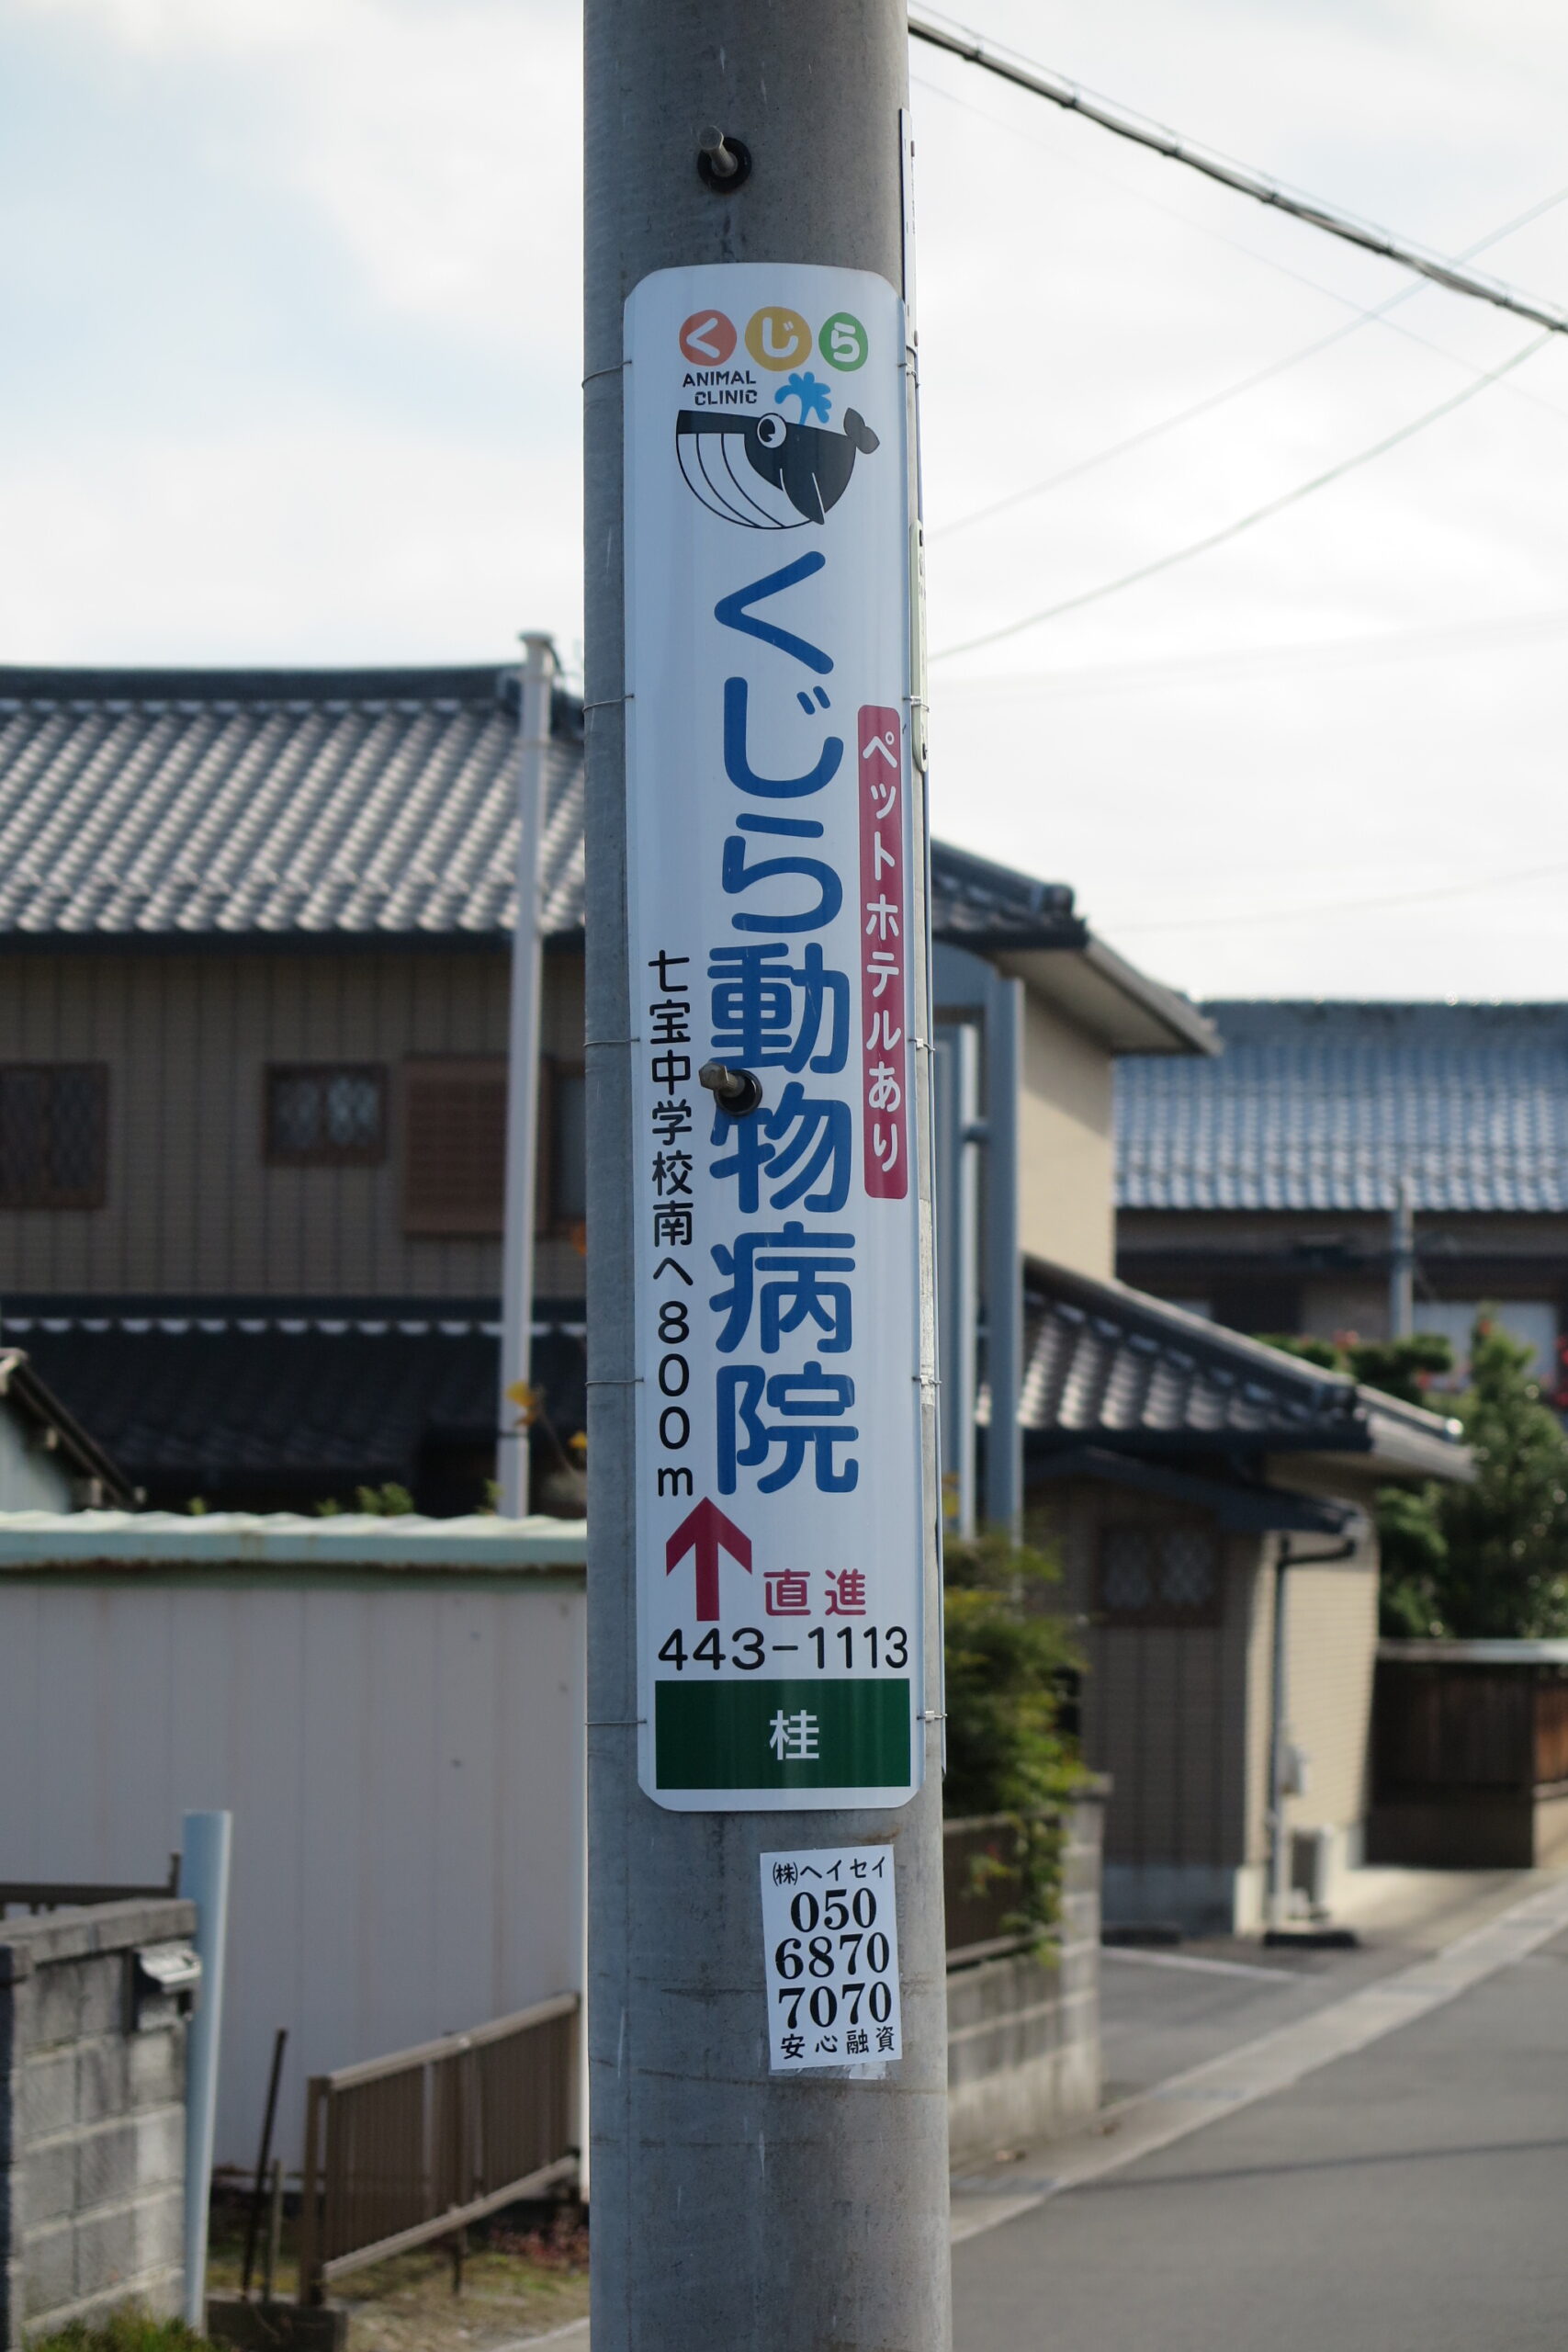 くじら
ANIMAL
CLINIC
ペットホテルあり
くじら動物病院
七宝中学校南へ800m
直進
443-1113
桂
㈱ヘイセイ
050
6870
7070
安心融資